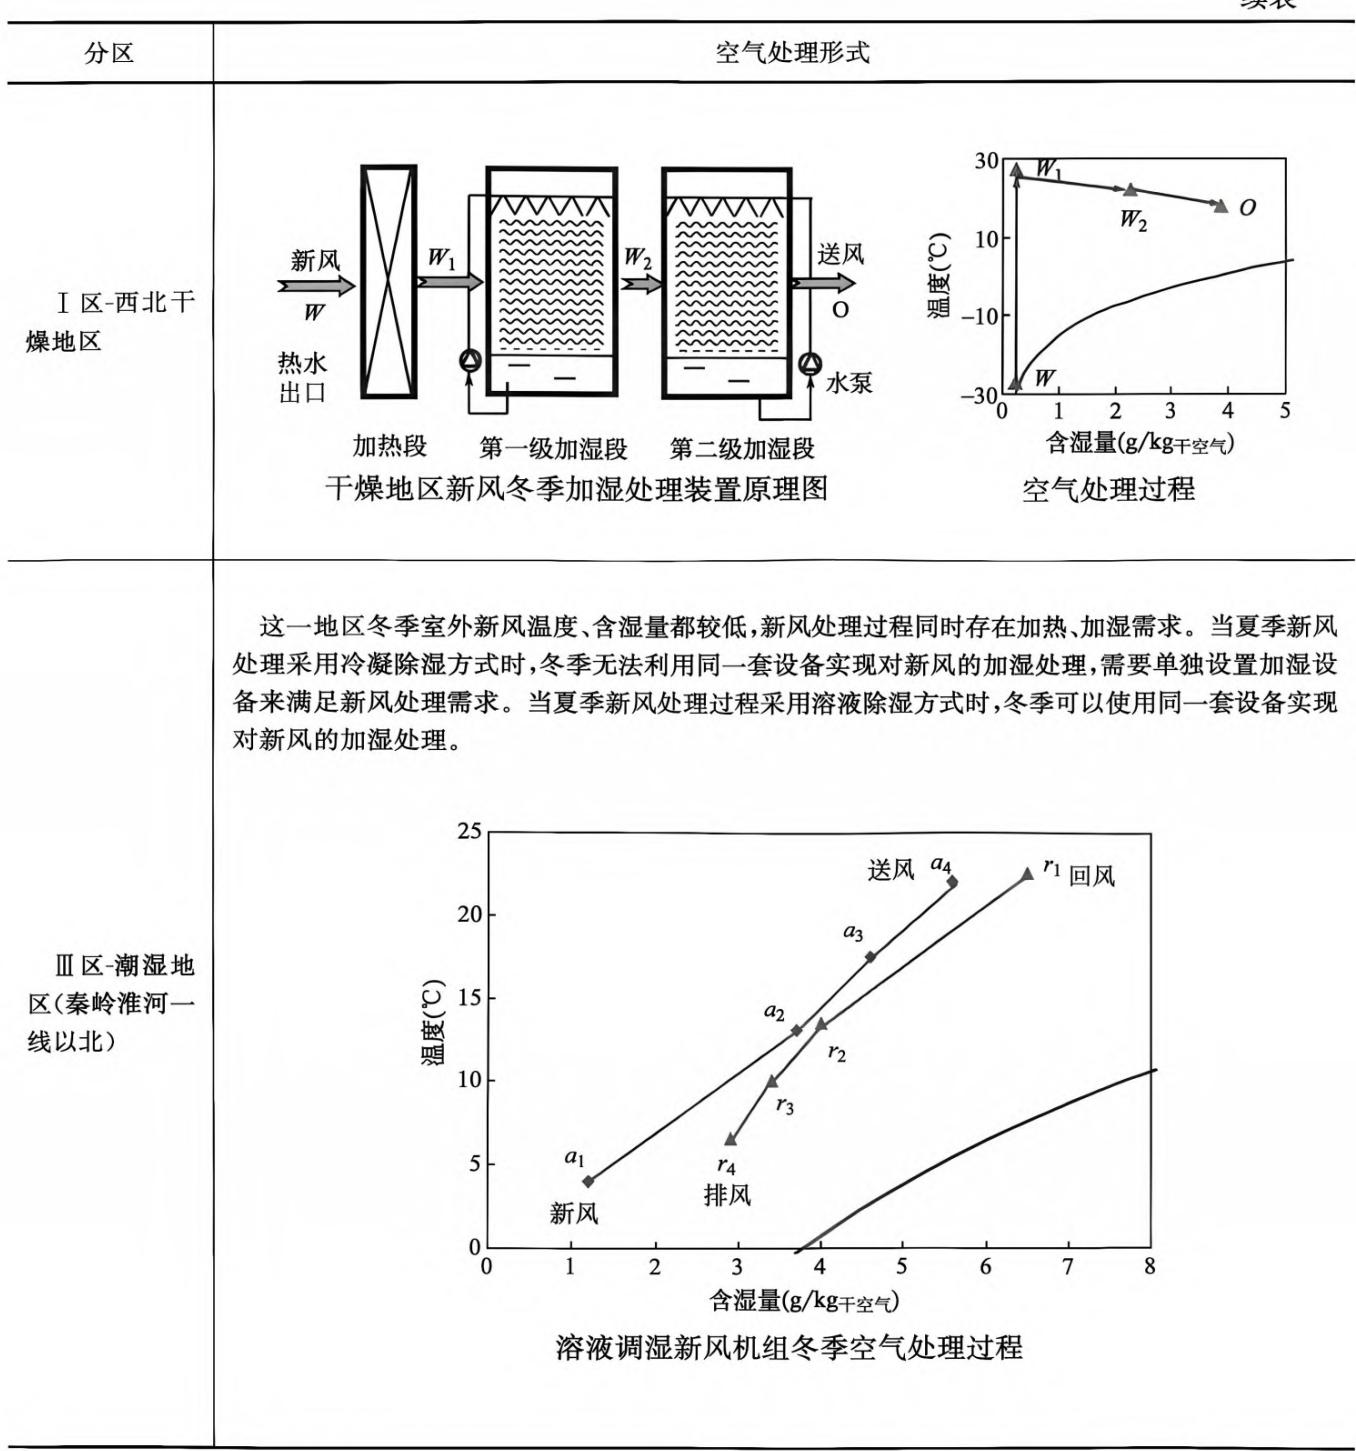 续表
分区
空气处理形式
Ⅰ区-西北干
燥地区
新风
W
热水
出口
W1
W2
送风
O
水泵
加热段
第一级加湿段
第二级加湿段
干燥地区新风冬季加湿处理装置原理图
30
10
-10
-30
温度(℃)
W1
W2
O
W
0 1 2 3 4 5
含湿量(g/kg干空气)
空气处理过程
这一地区冬季室外新风温度、含湿量都较低,新风处理过程同时存在加热、加湿需求。当夏季新风
处理采用冷凝除湿方式时,冬季无法利用同一套设备实现对新风的加湿处理,需要单独设置加湿设
备来满足新风处理需求。当夏季新风处理过程采用溶液除湿方式时,冬季可以使用同一套设备实现
对新风的加湿处理。
Ⅲ区-潮湿地
区(秦岭淮河一
线以北)
25
20
15
10
5
0
温度(℃)
送风 a4
r1 回风
a3
a2
r2
r3
a1
新风
r4
排风
0 1 2 3 4 5 6 7 8
含湿量(g/kg干空气)
溶液调湿新风机组冬季空气处理过程